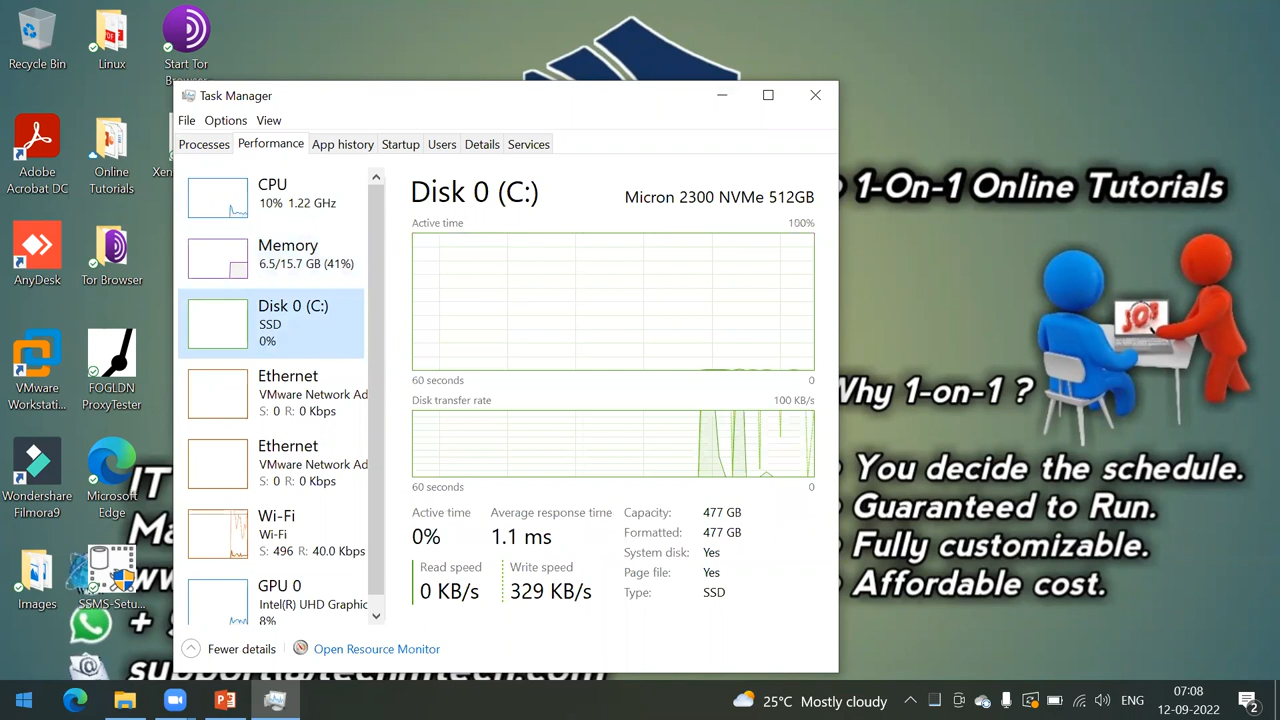 Recycle Bin
Linux
Start Tor
Browser
Adobe
Acrobat DC
Online
Tutorials
AnyDesk
Tor Browser
VMware
Workstati...
FOGLDN
ProxyTester
Wondershare
Filmora9
Microsoft
Edge
Images
SSMS-Setu...
Task Manager
File Options View
Processes Performance App history Startup Users Details Services
CPU
10% 1.22 GHz
Memory
6.5/15.7 GB (41%)
Disk 0 (C:)
SSD
0%
Ethernet
VMware Network Ad
S: 0 R: 0 Kbps
Ethernet
VMware Network Ad
S: 0 R: 0 Kbps
Wi-Fi
Wi-Fi
S: 496 R: 40.0 Kbps
GPU 0
Intel(R) UHD Graphic
8%
Disk 0 (C:) Micron 2300 NVMe 512GB
Active time 100%
60 seconds 0
Disk transfer rate 100 KB/s
60 seconds 0
Active time Average response time
0% 1.1 ms
Read speed Write speed
0 KB/s 329 KB/s
Capacity: 477 GB
Formatted: 477 GB
System disk: Yes
Page file: Yes
Type: SSD
Fewer details Open Resource Monitor
1-On-1 Online Tutorials
JOB
Why 1-on-1 ?
You decide the schedule.
Guaranteed to Run.
Fully customizable.
Affordable cost.
IT
25°C Mostly cloudy ENG
07:08
12-09-2022
2